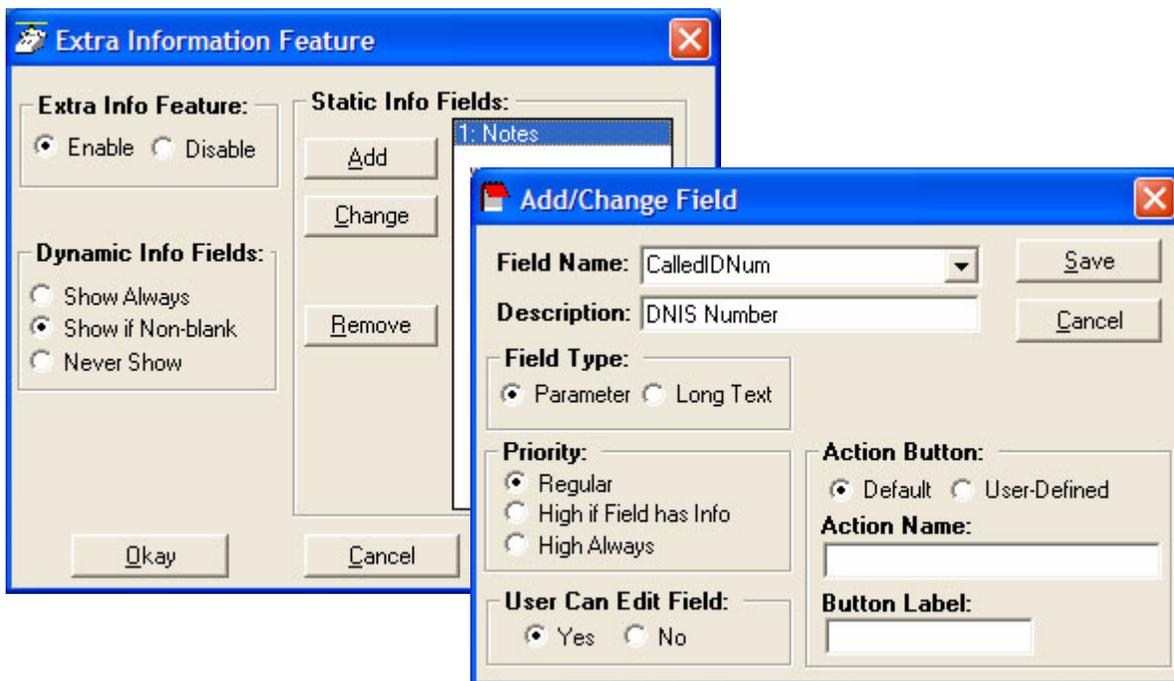 Extra Information Feature
Extra Info Feature:
Enable Disable
Dynamic Info Fields:
Show Always
Show if Non-blank
Never Show
Static Info Fields:
Add
Change
Remove
1: Notes
Okay
Cancel
Add/Change Field
Field Name: CalledIDNum
Description: DNIS Number
Save
Cancel
Field Type:
Parameter Long Text
Priority:
Regular
High if Field has Info
High Always
User Can Edit Field:
Yes No
Action Button:
Default User-Defined
Action Name:
Button Label: